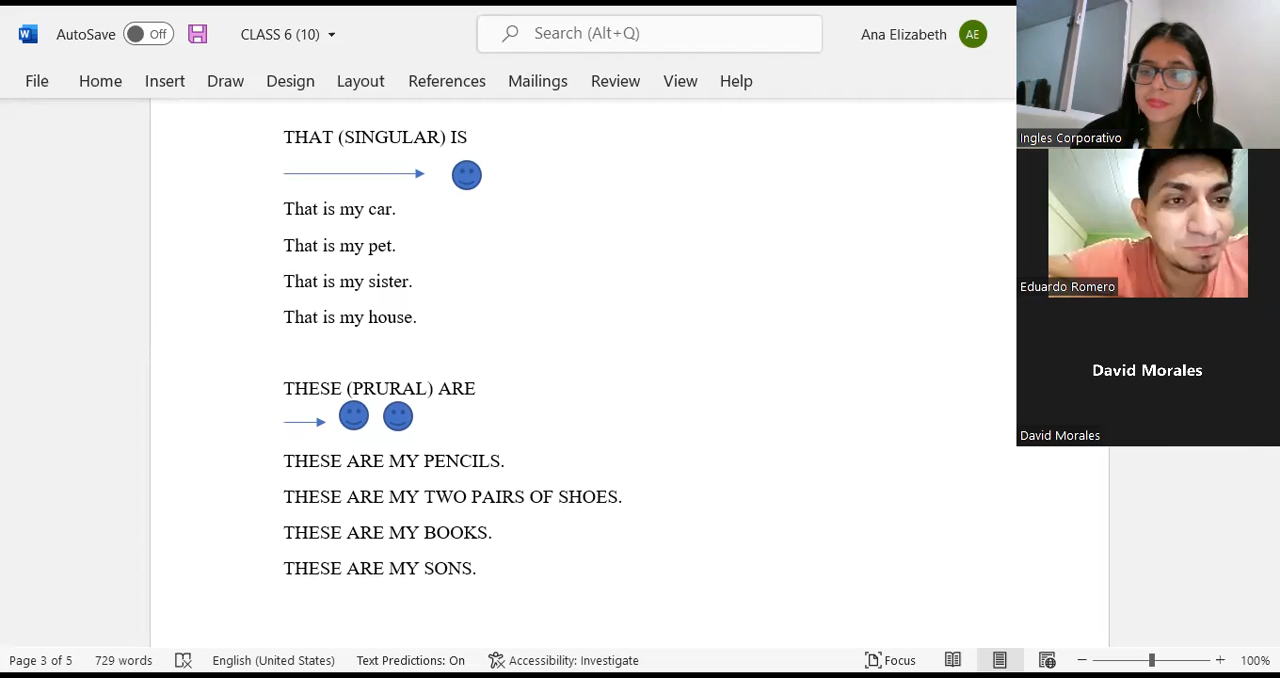 AutoSave Off CLASS 6 (10) Search (Alt+Q) Ana Elizabeth AE
File Home Insert Draw Design Layout References Mailings Review View Help
THAT (SINGULAR) IS
That is my car.
That is my pet.
That is my sister.
That is my house.
THESE (PRURAL) ARE
THESE ARE MY PENCILS.
THESE ARE MY TWO PAIRS OF SHOES.
THESE ARE MY BOOKS.
THESE ARE MY SONS.
Page 3 of 5 729 words English (United States) Text Predictions: On Accessibility: Investigate Focus 100%
Ingles Corporativo
Eduardo Romero
David Morales
David Morales